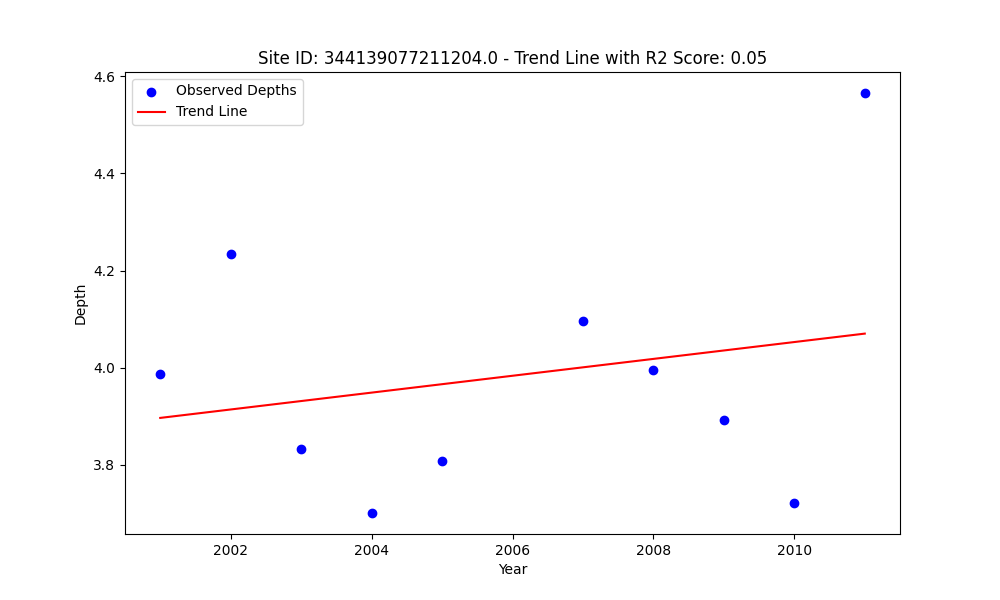 Site ID: 344139077211204.0 - Trend Line with R2 Score: 0.05
Observed Depths
Trend Line
4.6
4.4
4.2
4.0
3.8
Depth
2002
2004
2006
2008
2010
Year